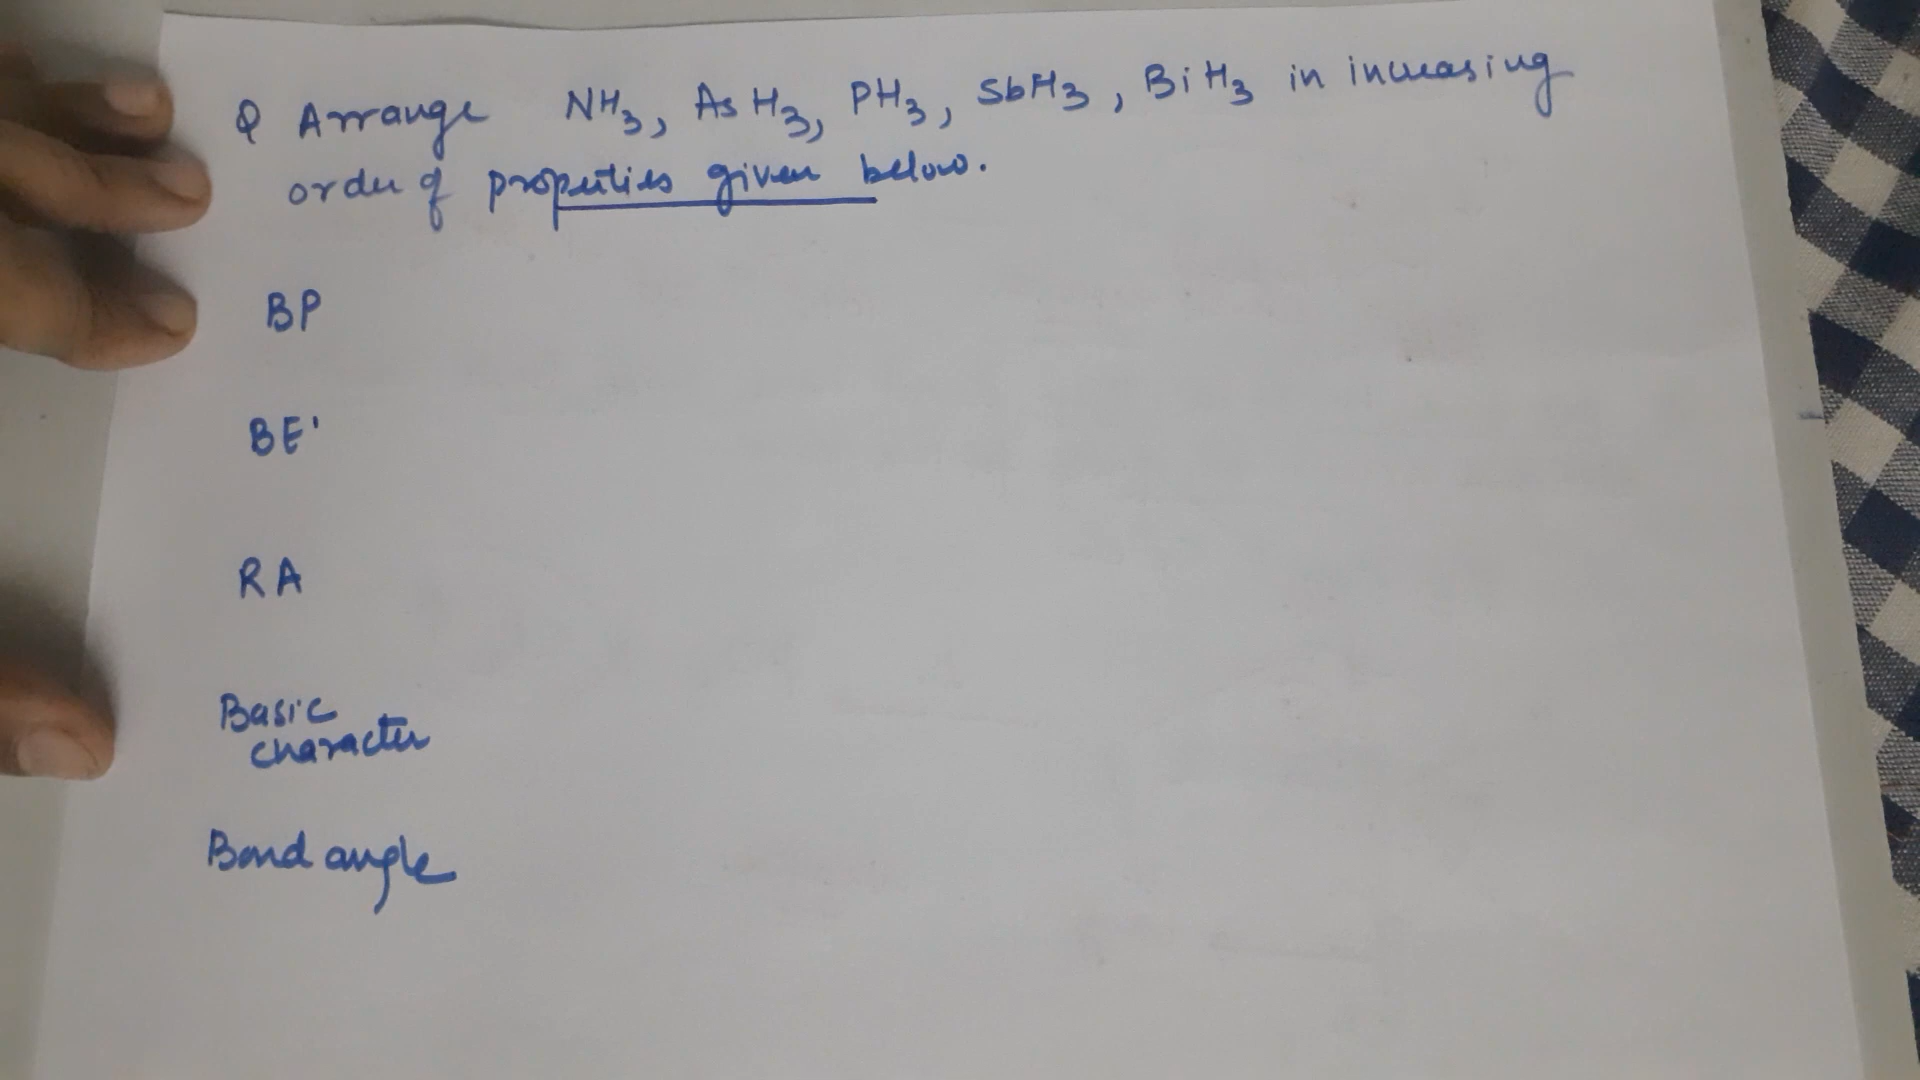 Q Arrange NH3, AsH3, PH3, SbH3, BiH3 in increasing
order of properties given below.
BP
BE'
RA
Basic
character
Bond angle